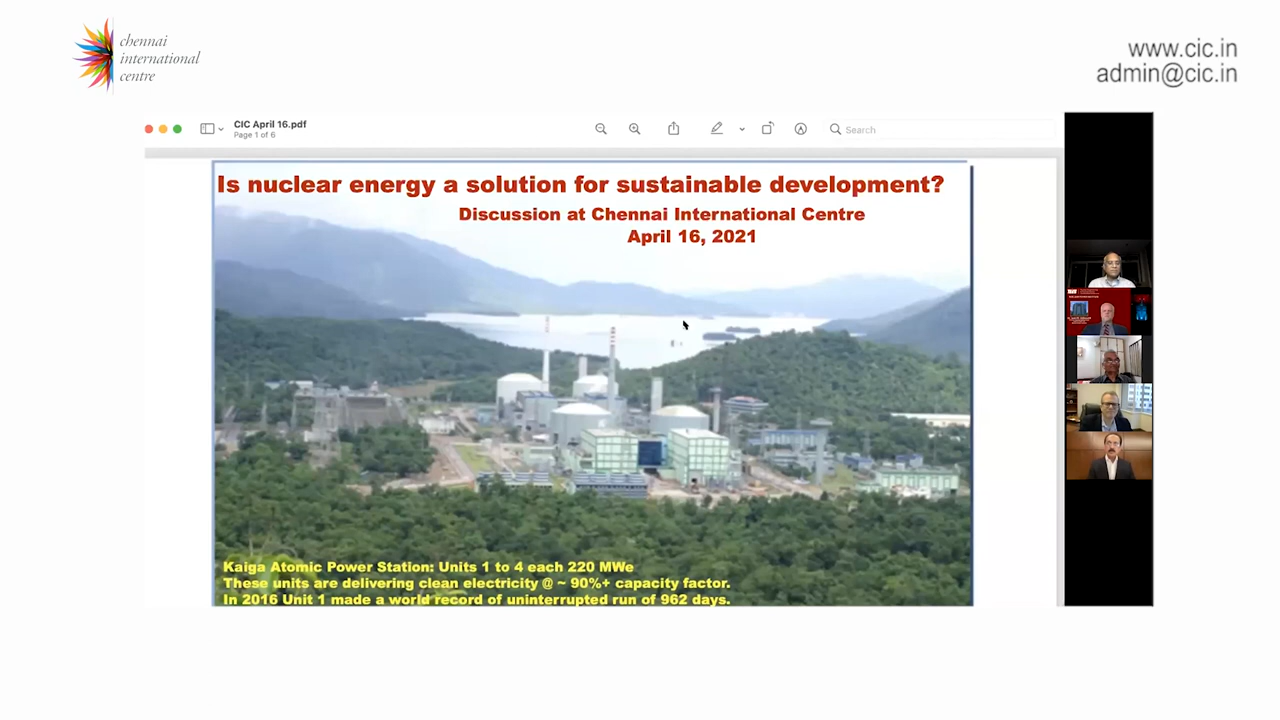 chennai
international
centre
www.cic.in
admin@cic.in
CIC April 16.pdf
Page 1 of 6
Search
Is nuclear energy a solution for sustainable development?
Discussion at Chennai International Centre
April 16, 2021
Kaiga Atomic Power Station: Units 1 to 4 each 220 MWe
These units are delivering clean electricity @ ~ 90%+ capacity factor.
In 2016 Unit 1 made a world record of uninterrupted run of 962 days.